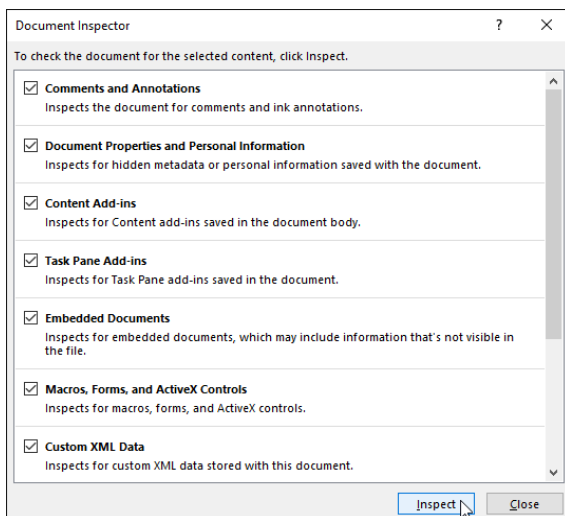 Document Inspector
To check the document for the selected content, click Inspect.
Comments and Annotations
Inspects the document for comments and ink annotations.
Document Properties and Personal Information
Inspects for hidden metadata or personal information saved with the document.
Content Add-ins
Inspects for Content add-ins saved in the document body.
Task Pane Add-ins
Inspects for Task Pane add-ins saved in the document.
Embedded Documents
Inspects for embedded documents, which may include information that's not visible in
the file.
Macros, Forms, and ActiveX Controls
Inspects for macros, forms, and ActiveX controls.
Custom XML Data
Inspects for custom XML data stored with this document.
Inspect Close